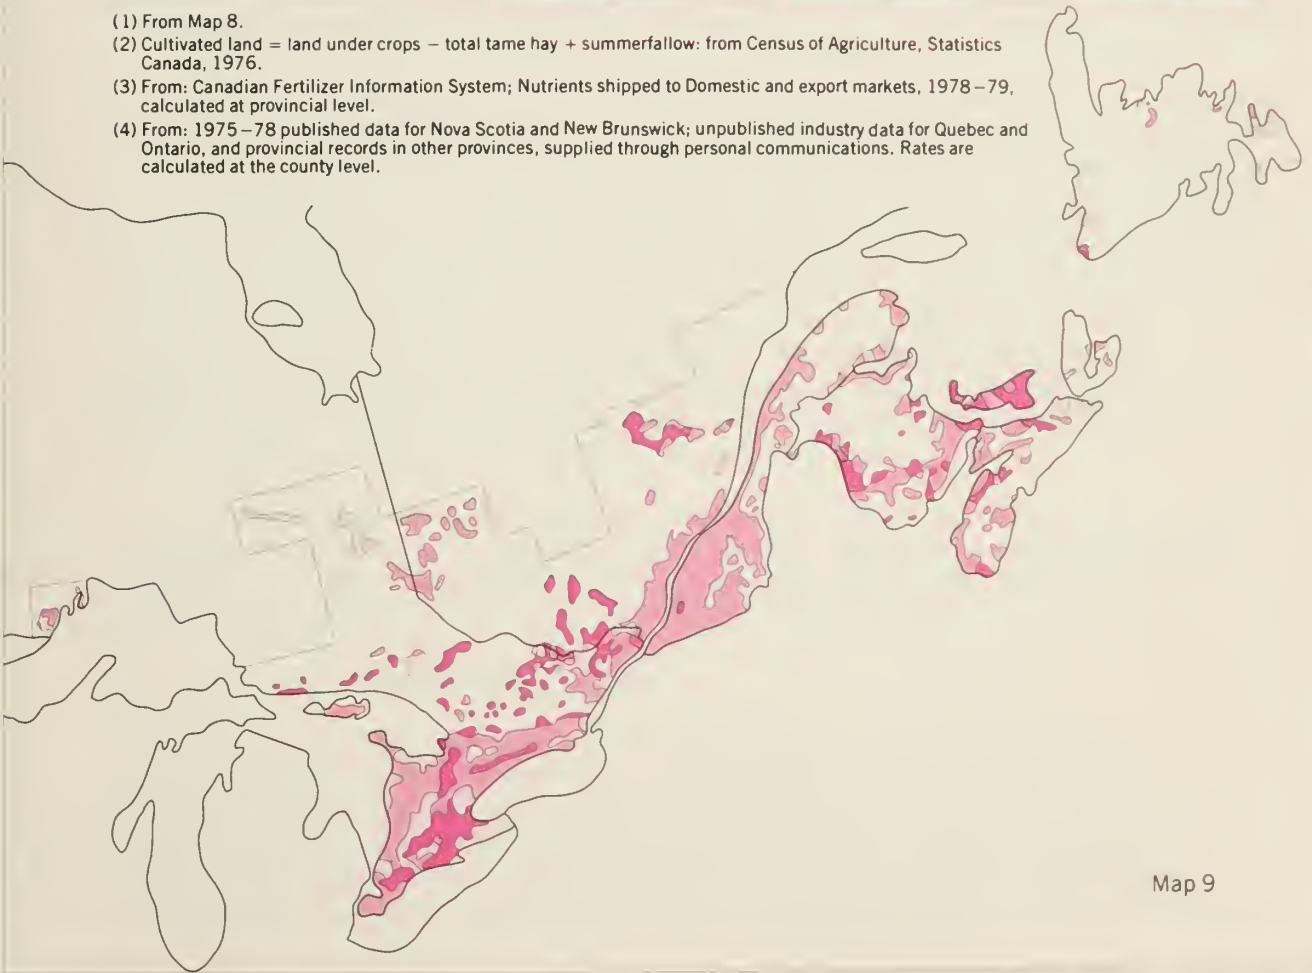 (1) From Map 8.
(2) Cultivated land = land under crops − total tame hay + summerfallow: from Census of Agriculture, Statistics
Canada, 1976.
(3) From: Canadian Fertilizer Information System; Nutrients shipped to Domestic and export markets, 1978−79,
calculated at provincial level.
(4) From: 1975−78 published data for Nova Scotia and New Brunswick; unpublished industry data for Quebec and
Ontario, and provincial records in other provinces, supplied through personal communications. Rates are
calculated at the county level.
Map 9